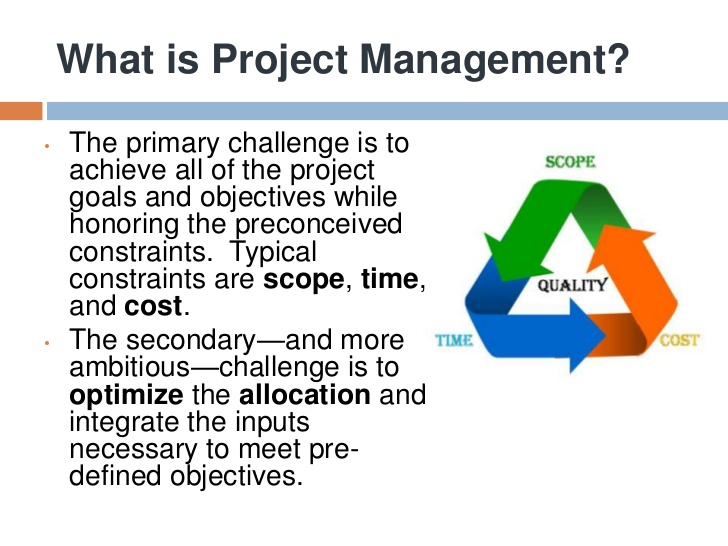 What is Project Management?
• The primary challenge is to
achieve all of the project
goals and objectives while
honoring the preconceived
constraints.  Typical
constraints are scope, time,
and cost.
• The secondary—and more
ambitious—challenge is to
optimize the allocation and
integrate the inputs
necessary to meet pre-
defined objectives.
SCOPE
QUALITY
TIME
COST